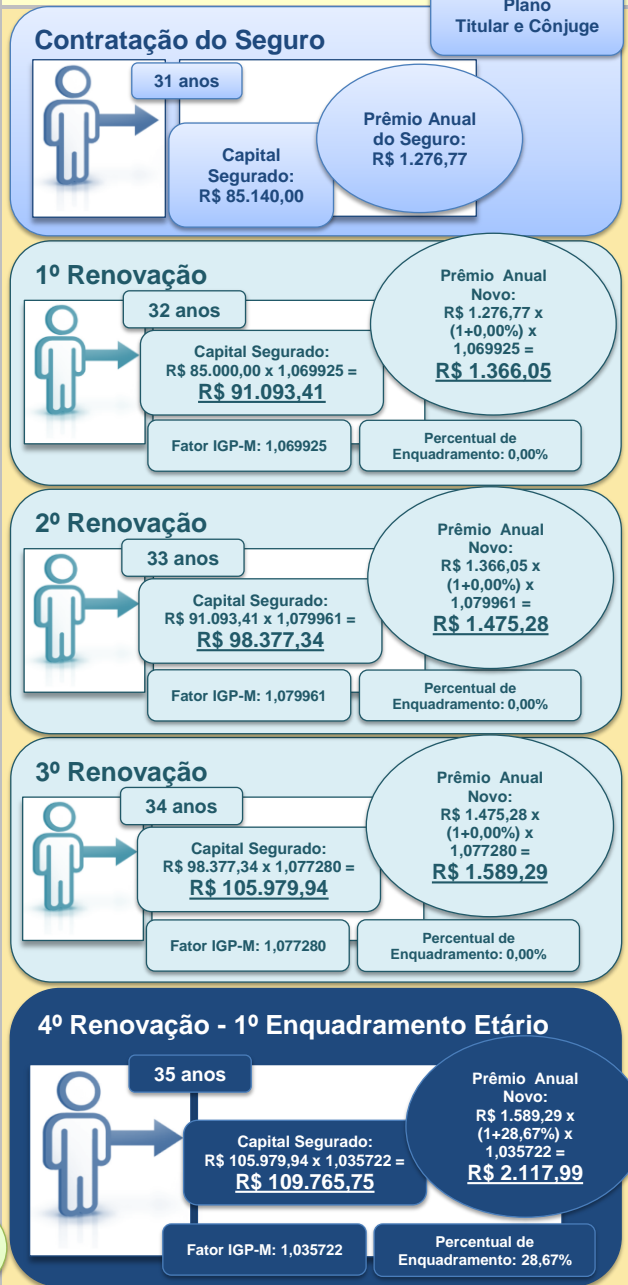 Plano
Titular e Cônjuge
Contratação do Seguro
31 anos
Capital
Segurado:
R$ 85.140,00
Prêmio Anual
do Seguro:
R$ 1.276,77
1º Renovação
32 anos
Capital Segurado:
R$ 85.000,00 x 1,069925 =
R$ 91.093,41
Prêmio Anual
Novo:
R$ 1.276,77 x
(1+0,00%) x
1,069925 =
R$ 1.366,05
Fator IGP-M: 1,069925
Percentual de
Enquadramento: 0,00%
2º Renovação
33 anos
Capital Segurado:
R$ 91.093,41 x 1,079961 =
R$ 98.377,34
Prêmio Anual
Novo:
R$ 1.366,05 x
(1+0,00%) x
1,079961 =
R$ 1.475,28
Fator IGP-M: 1,079961
Percentual de
Enquadramento: 0,00%
3º Renovação
34 anos
Capital Segurado:
R$ 98.377,34 x 1,077280 =
R$ 105.979,94
Prêmio Anual
Novo:
R$ 1.475,28 x
(1+0,00%) x
1,077280 =
R$ 1.589,29
Fator IGP-M: 1,077280
Percentual de
Enquadramento: 0,00%
4º Renovação - 1º Enquadramento Etário
35 anos
Capital Segurado:
R$ 105.979,94 x 1,035722 =
R$ 109.765,75
Prêmio Anual
Novo:
R$ 1.589,29 x
(1+28,67%) x
1,035722 =
R$ 2.117,99
Fator IGP-M: 1,035722
Percentual de
Enquadramento: 28,67%